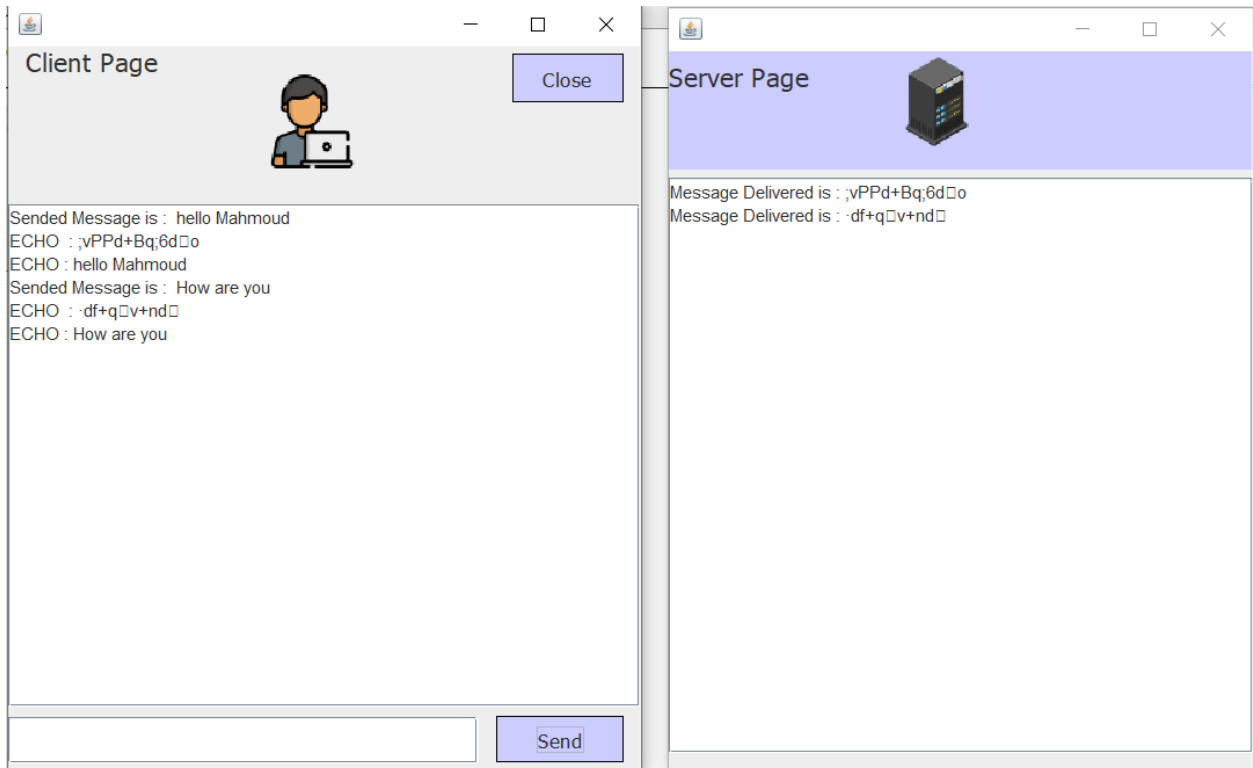 Client Page
Close
Sended Message is :  hello Mahmoud
ECHO  : ;vPPd+Bq;6d□o
ECHO : hello Mahmoud
Sended Message is :  How are you
ECHO  : ·df+q□v+nd□
ECHO : How are you
Send
Server Page
Message Delivered is : ;vPPd+Bq;6d□o
Message Delivered is : ·df+q□v+nd□